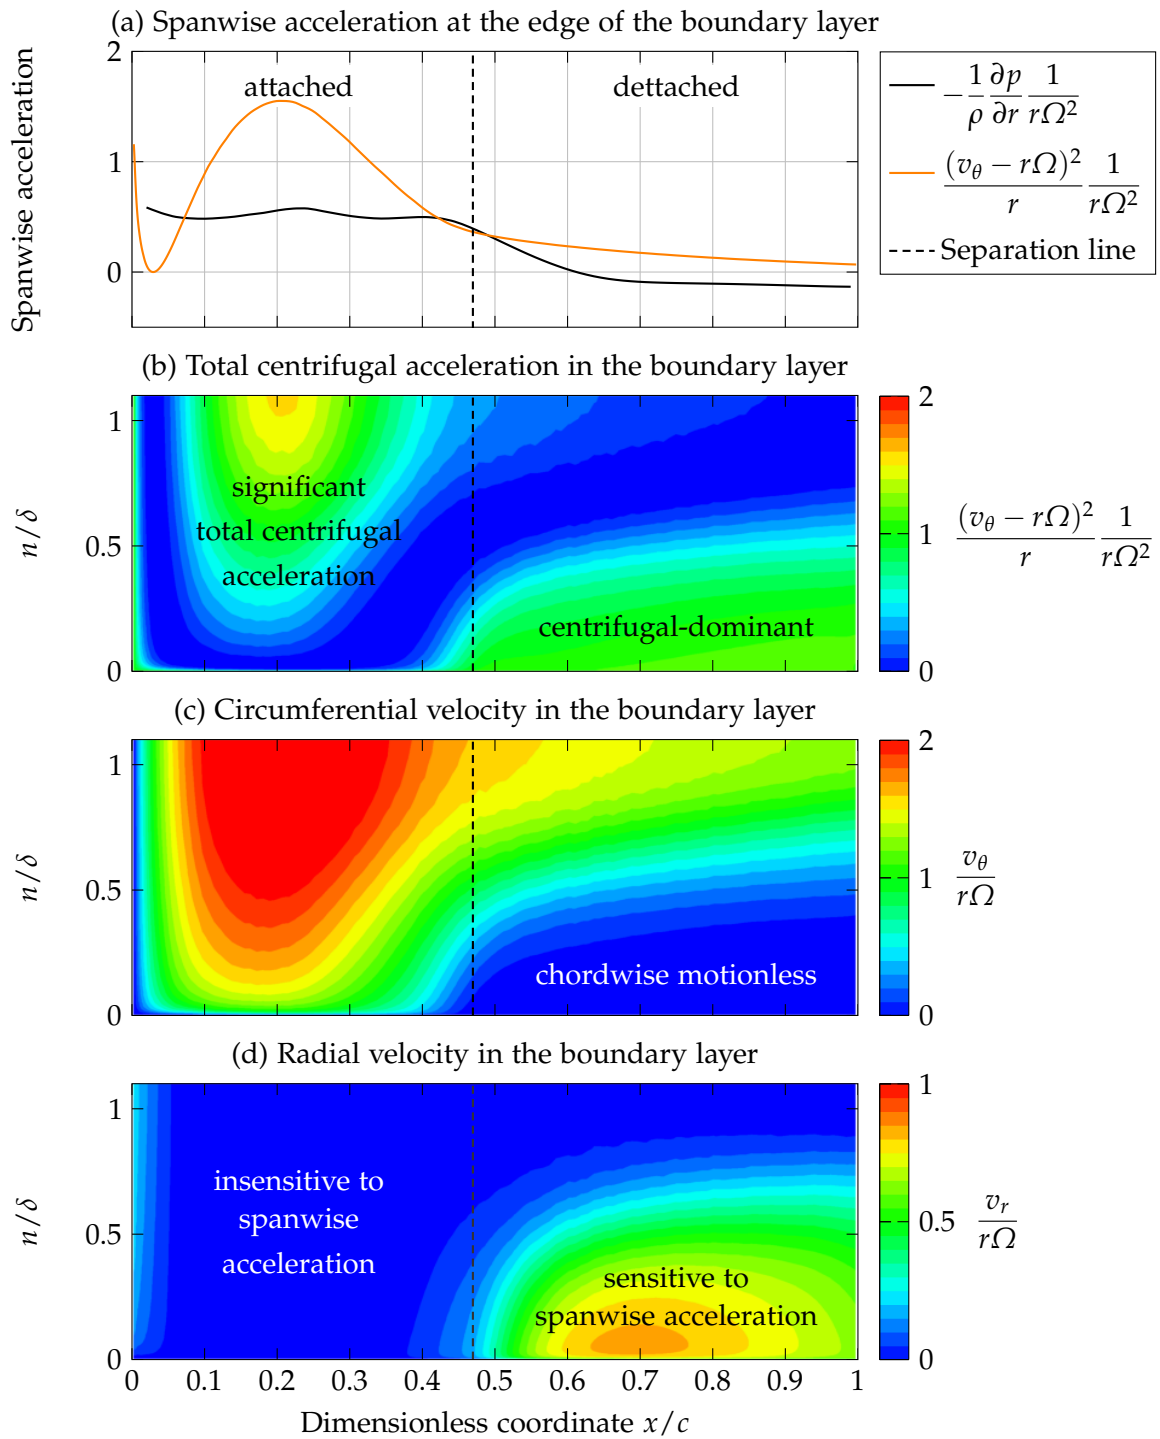 (a) Spanwise acceleration at the edge of the boundary layer
Spanwise acceleration
2
1
0
attached
dettached
−1/ρ ∂p/∂r 1/rΩ²
(v_θ − rΩ)²/r 1/rΩ²
Separation line
(b) Total centrifugal acceleration in the boundary layer
n/δ
1
0.5
0
significant
total centrifugal
acceleration
centrifugal-dominant
2
1
0
(v_θ − rΩ)²/r 1/rΩ²
(c) Circumferential velocity in the boundary layer
n/δ
1
0.5
0
chordwise motionless
2
1
0
v_θ/rΩ
(d) Radial velocity in the boundary layer
n/δ
1
0.5
0
insensitive to
spanwise
acceleration
sensitive to
spanwise acceleration
1
0.5
0
v_r/rΩ
0 0.1 0.2 0.3 0.4 0.5 0.6 0.7 0.8 0.9 1
Dimensionless coordinate x/c